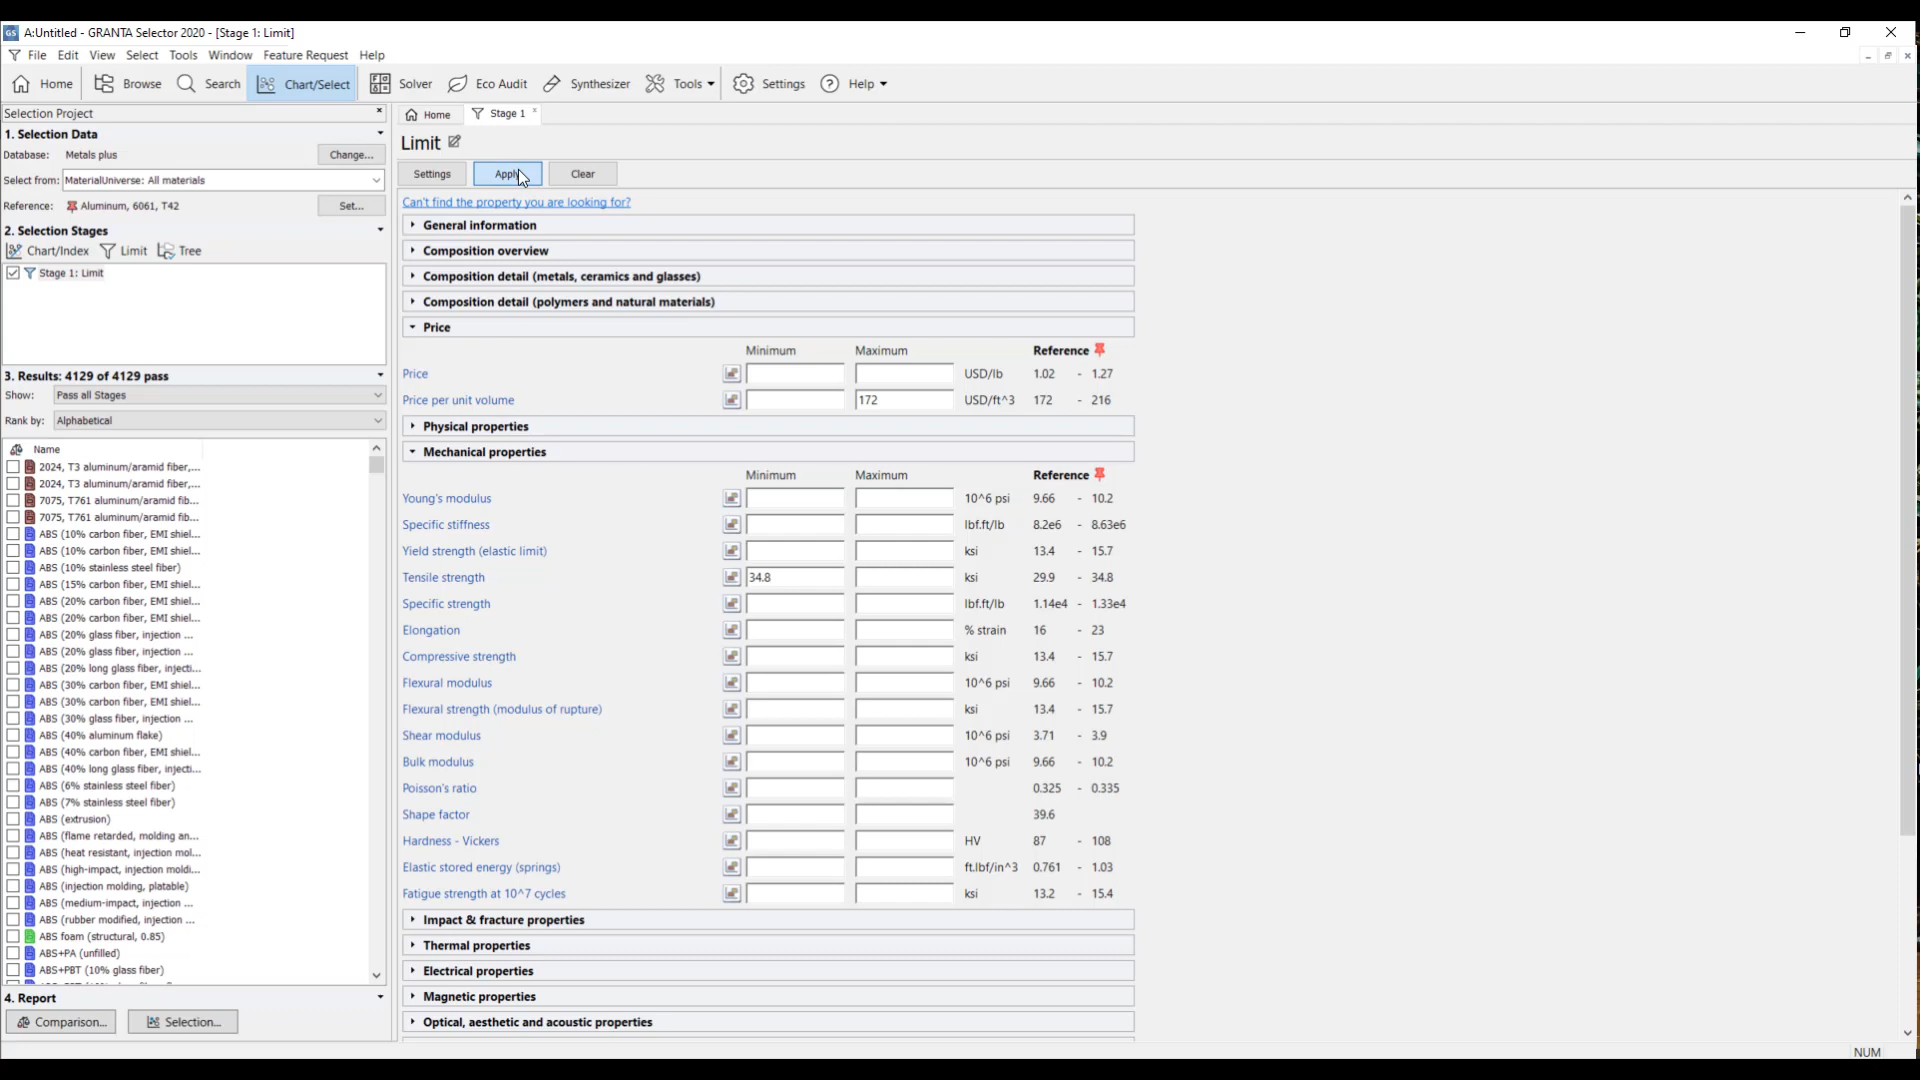 GS A:Untitled - GRANTA Selector 2020 - [Stage 1: Limit]
File Edit View Select Tools Window Feature Request Help
Home Browse Search Chart/Select Solver Eco Audit Synthesizer Tools Settings Help
Selection Project
1. Selection Data
Database: Metals plus Change...
Select from: MaterialUniverse: All materials
Reference: Aluminum, 6061, T42 Set...
2. Selection Stages
Chart/Index Limit Tree
Stage 1: Limit
3. Results: 4129 of 4129 pass
Show: Pass all Stages
Rank by: Alphabetical
Name
2024, T3 aluminum/aramid fiber,...
2024, T3 aluminum/aramid fiber,...
7075, T761 aluminum/aramid fib...
7075, T761 aluminum/aramid fib...
ABS (10% carbon fiber, EMI shiel...
ABS (10% carbon fiber, EMI shiel...
ABS (10% stainless steel fiber)
ABS (15% carbon fiber, EMI shiel...
ABS (20% carbon fiber, EMI shiel...
ABS (20% carbon fiber, EMI shiel...
ABS (20% glass fiber, injection ...
ABS (20% glass fiber, injection ...
ABS (20% long glass fiber, injecti...
ABS (30% carbon fiber, EMI shiel...
ABS (30% carbon fiber, EMI shiel...
ABS (30% glass fiber, injection ...
ABS (40% aluminum flake)
ABS (40% carbon fiber, EMI shiel...
ABS (40% long glass fiber, injecti...
ABS (6% stainless steel fiber)
ABS (7% stainless steel fiber)
ABS (extrusion)
ABS (flame retarded, molding an...
ABS (heat resistant, injection mol...
ABS (high-impact, injection moldi...
ABS (injection molding, platable)
ABS (medium-impact, injection ...
ABS (rubber modified, injection ...
ABS foam (structural, 0.85)
ABS+PA (unfilled)
ABS+PBT (10% glass fiber)
4. Report
Comparison... Selection...
Home Stage 1
Limit
Settings Apply Clear
Can't find the property you are looking for?
General information
Composition overview
Composition detail (metals, ceramics and glasses)
Composition detail (polymers and natural materials)
Price
Minimum Maximum Reference
Price USD/lb 1.02 - 1.27
Price per unit volume 172 USD/ft^3 172 - 216
Physical properties
Mechanical properties
Minimum Maximum Reference
Young's modulus 10^6 psi 9.66 - 10.2
Specific stiffness lbf.ft/lb 8.2e6 - 8.63e6
Yield strength (elastic limit) ksi 13.4 - 15.7
Tensile strength 34.8 ksi 29.9 - 34.8
Specific strength lbf.ft/lb 1.14e4 - 1.33e4
Elongation % strain 16 - 23
Compressive strength ksi 13.4 - 15.7
Flexural modulus 10^6 psi 9.66 - 10.2
Flexural strength (modulus of rupture) ksi 13.4 - 15.7
Shear modulus 10^6 psi 3.71 - 3.9
Bulk modulus 10^6 psi 9.66 - 10.2
Poisson's ratio 0.325 - 0.335
Shape factor 39.6
Hardness - Vickers HV 87 - 108
Elastic stored energy (springs) ft.lbf/in^3 0.761 - 1.03
Fatigue strength at 10^7 cycles ksi 13.2 - 15.4
Impact & fracture properties
Thermal properties
Electrical properties
Magnetic properties
Optical, aesthetic and acoustic properties
NUM